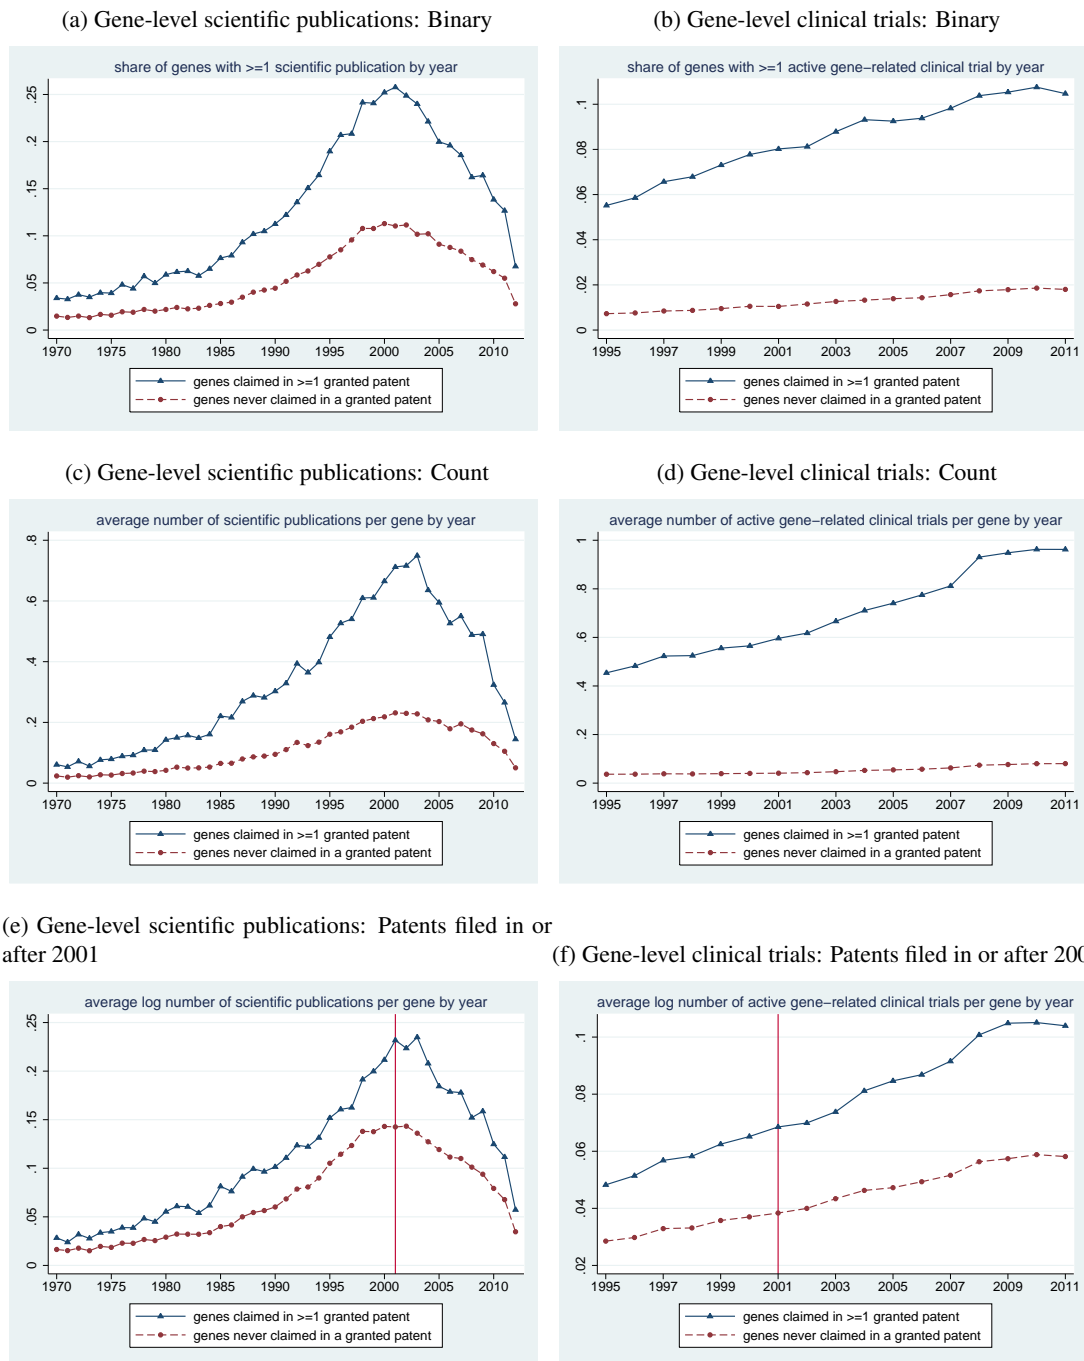 (a) Gene-level scientific publications: Binary
share of genes with >=1 scientific publication by year
0 .05 .1 .15 .2 .25
1970 1975 1980 1985 1990 1995 2000 2005 2010
genes claimed in >=1 granted patent
genes never claimed in a granted patent
(b) Gene-level clinical trials: Binary
share of genes with >=1 active gene−related clinical trial by year
0 .02 .04 .06 .08 .1
1995 1997 1999 2001 2003 2005 2007 2009 2011
genes claimed in >=1 granted patent
genes never claimed in a granted patent
(c) Gene-level scientific publications: Count
average number of scientific publications per gene by year
0 .2 .4 .6 .8
1970 1975 1980 1985 1990 1995 2000 2005 2010
genes claimed in >=1 granted patent
genes never claimed in a granted patent
(d) Gene-level clinical trials: Count
average number of active gene−related clinical trials per gene by year
0 .2 .4 .6 .8 1
1995 1997 1999 2001 2003 2005 2007 2009 2011
genes claimed in >=1 granted patent
genes never claimed in a granted patent
(e) Gene-level scientific publications: Patents filed in or
after 2001
average log number of scientific publications per gene by year
0 .05 .1 .15 .2 .25
1970 1975 1980 1985 1990 1995 2000 2005 2010
genes claimed in >=1 granted patent
genes never claimed in a granted patent
(f) Gene-level clinical trials: Patents filed in or after
average log number of active gene−related clinical trials per gene by year
.02 .04 .06 .08 .1
1995 1997 1999 2001 2003 2005 2007 2009 2011
genes claimed in >=1 granted patent
genes never claimed in a granted patent